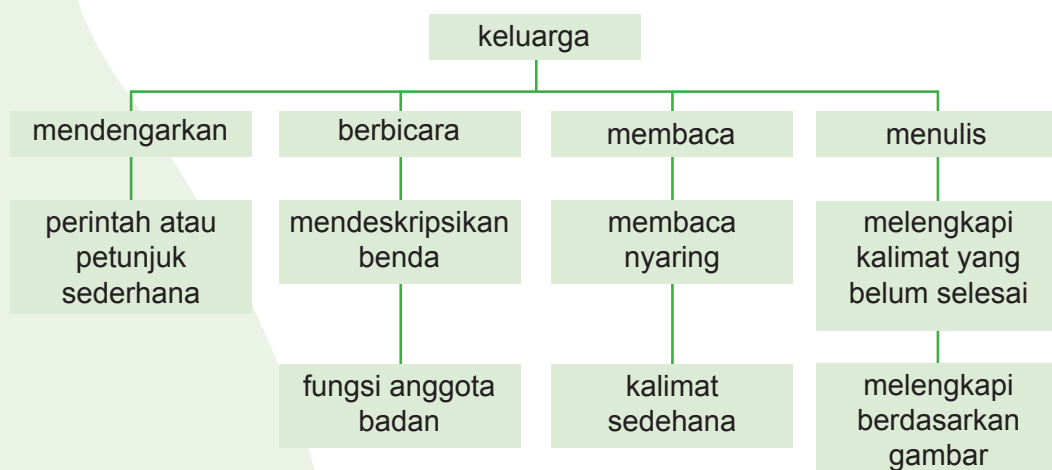 keluarga
mendengarkan
berbicara
membaca
menulis
perintah atau
petunjuk
sederhana
mendeskripsikan
benda
membaca
nyaring
melengkapi
kalimat yang
belum selesai
fungsi anggota
badan
kalimat
sedehana
melengkapi
berdasarkan
gambar